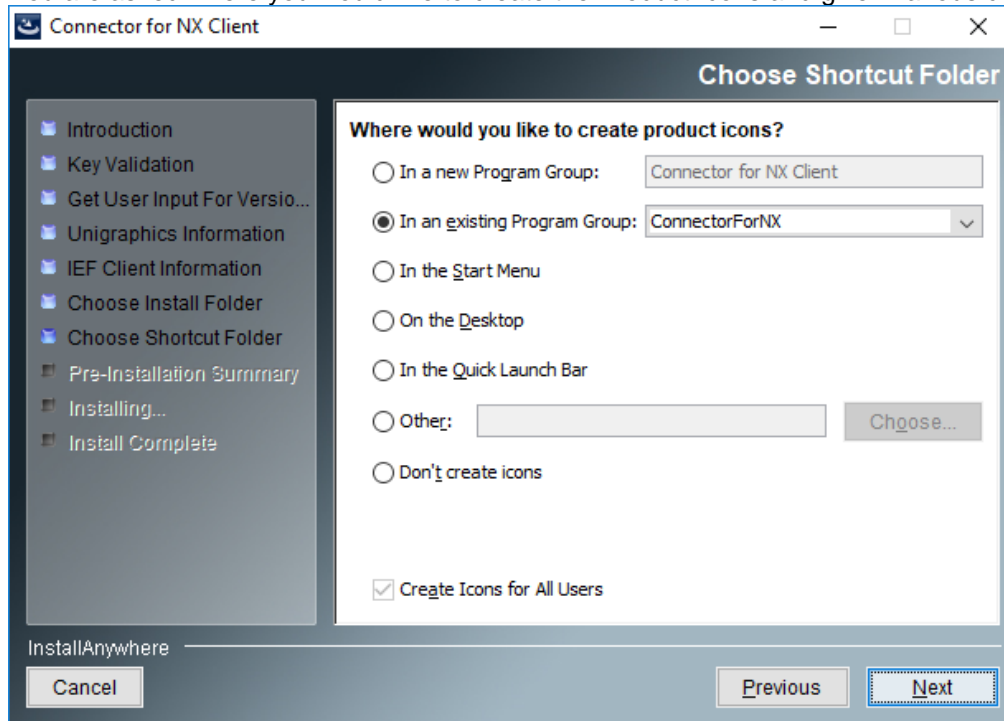 Connector for NX Client
Choose Shortcut Folder
Introduction
Key Validation
Get User Input For Versio...
Unigraphics Information
IEF Client Information
Choose Install Folder
Choose Shortcut Folder
Pre-Installation Summary
Installing...
Install Complete
Where would you like to create product icons?
In a new Program Group: Connector for NX Client
In an existing Program Group: ConnectorForNX
In the Start Menu
On the Desktop
In the Quick Launch Bar
Other: Choose...
Don't create icons
Create Icons for All Users
InstallAnywhere
Cancel Previous Next